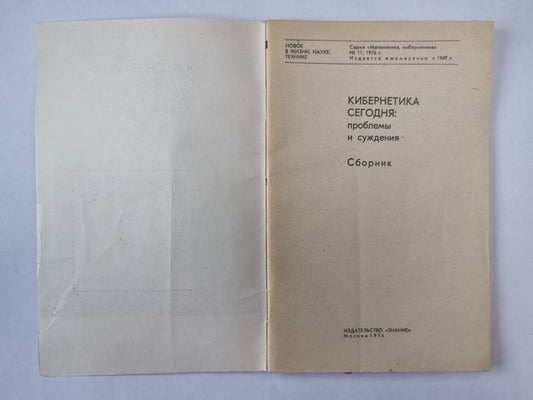 НОВОЕ
В ЖИЗНИ, НАУКЕ,
ТЕХНИКЕ
Серия «Математика, кибернетика»
№ 11, 1976 г.
Издается ежемесячно с 1967 г.
КИБЕРНЕТИКА
СЕГОДНЯ:
проблемы
и суждения
Сборник
ИЗДАТЕЛЬСТВО «ЗНАНИЕ»
Москва 1976